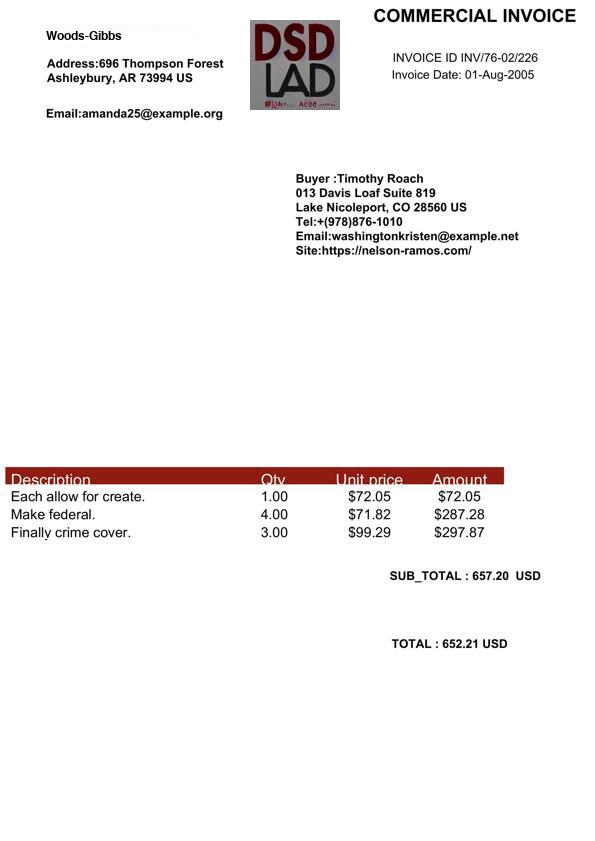 COMMERCIAL INVOICE
Woods-Gibbs
DSD
LAD
INVOICE ID INV/76-02/226
Address:696 Thompson Forest
Invoice Date: 01-Aug-2005
Ashleybury, AR 73994 US
Email:amanda25@example.org
Buyer :Timothy Roach
013 Davis Loaf Suite 819
Lake Nicoleport, CO 28560 US
Tel:+(978)876-1010
Email:washingtonkristen@example.net
Site:https://nelson-ramos.com/
Description Qty Unit price Amount
Each allow for create. 1.00 $72.05 $72.05
Make federal. 4.00 $71.82 $287.28
Finally crime cover. 3.00 $99.29 $297.87
SUB_TOTAL : 657.20 USD
TOTAL : 652.21 USD